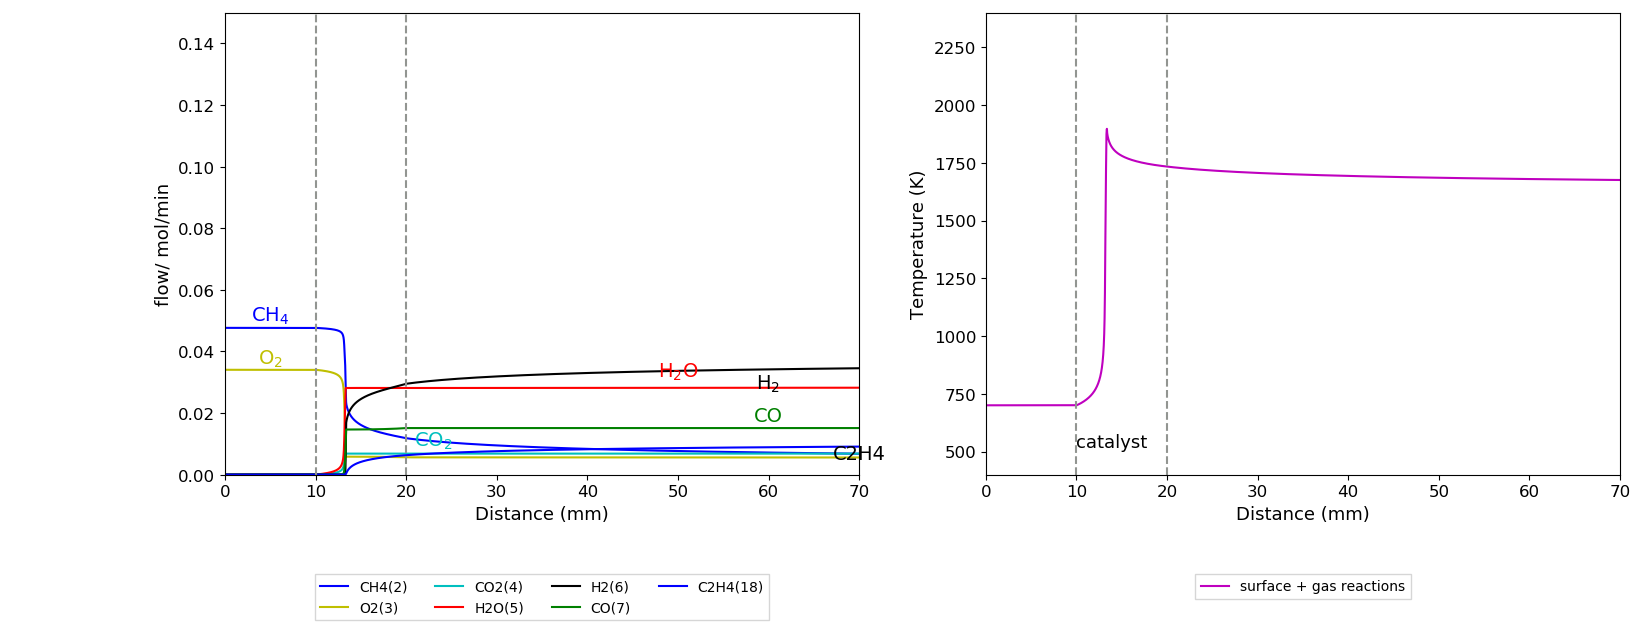 0.14
0.12
0.10
0.08
0.06
0.04
0.02
0.00
flow/ mol/min
CH₄
O₂
H₂O
H₂
CO
CO₂
C2H4
0 10 20 30 40 50 60 70
Distance (mm)
CH4(2) CO2(4) H2(6) C2H4(18)
O2(3) H2O(5) CO(7)
2250
2000
1750
1500
1250
1000
750
500
Temperature (K)
catalyst
0 10 20 30 40 50 60 70
Distance (mm)
surface + gas reactions